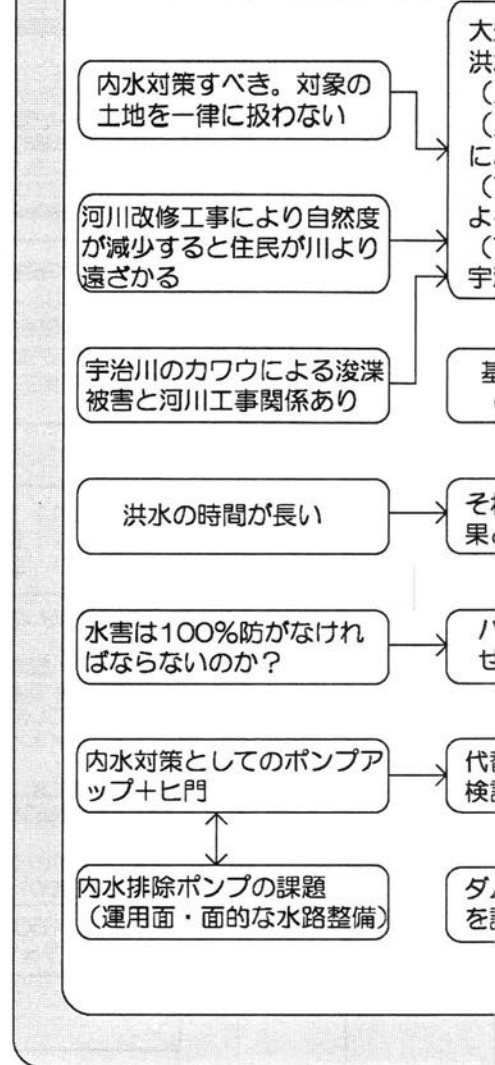 内水対策すべき。対象の
土地を一律に扱わない
河川改修工事により自然度
が減少すると住民が川より
遠ざかる
宇治川のカワウによる浚渫
被害と河川工事関係あり
洪水の時間が長い
水害は100%防がなけれ
ばならないのか？
内水対策としてのポンプア
ップ＋ヒ門
内水排除ポンプの課題
（運用面・面的な水路整備）
大
洪
（
（
によ
（
よ
（
宇
基
（
それ
果
ハ
せ
代替
検討
ダム
を